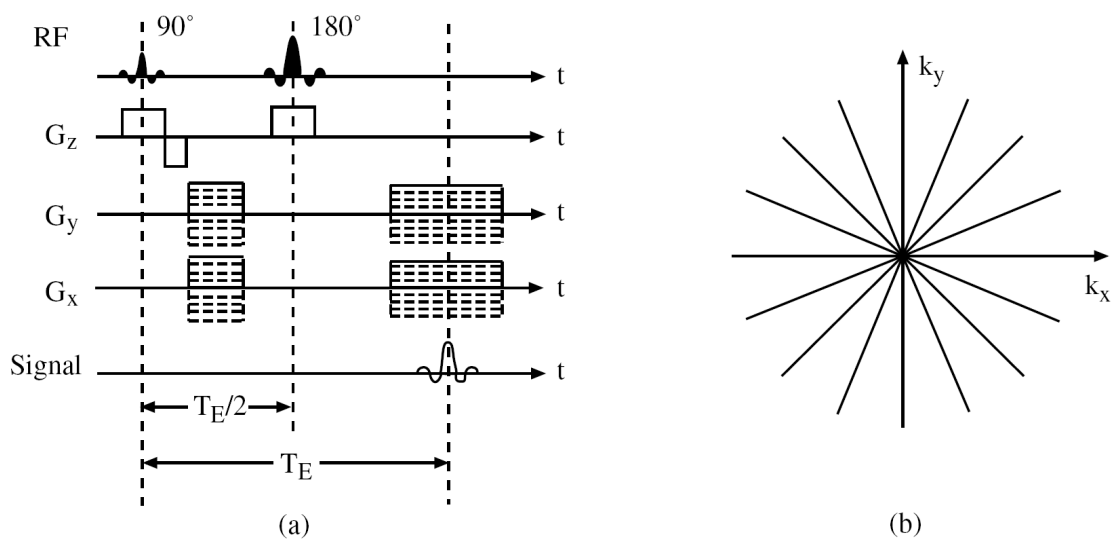 RF
90°
180°
t
G_z
t
G_y
t
G_x
t
Signal
t
T_E/2
T_E
(a)
k_y
k_x
(b)